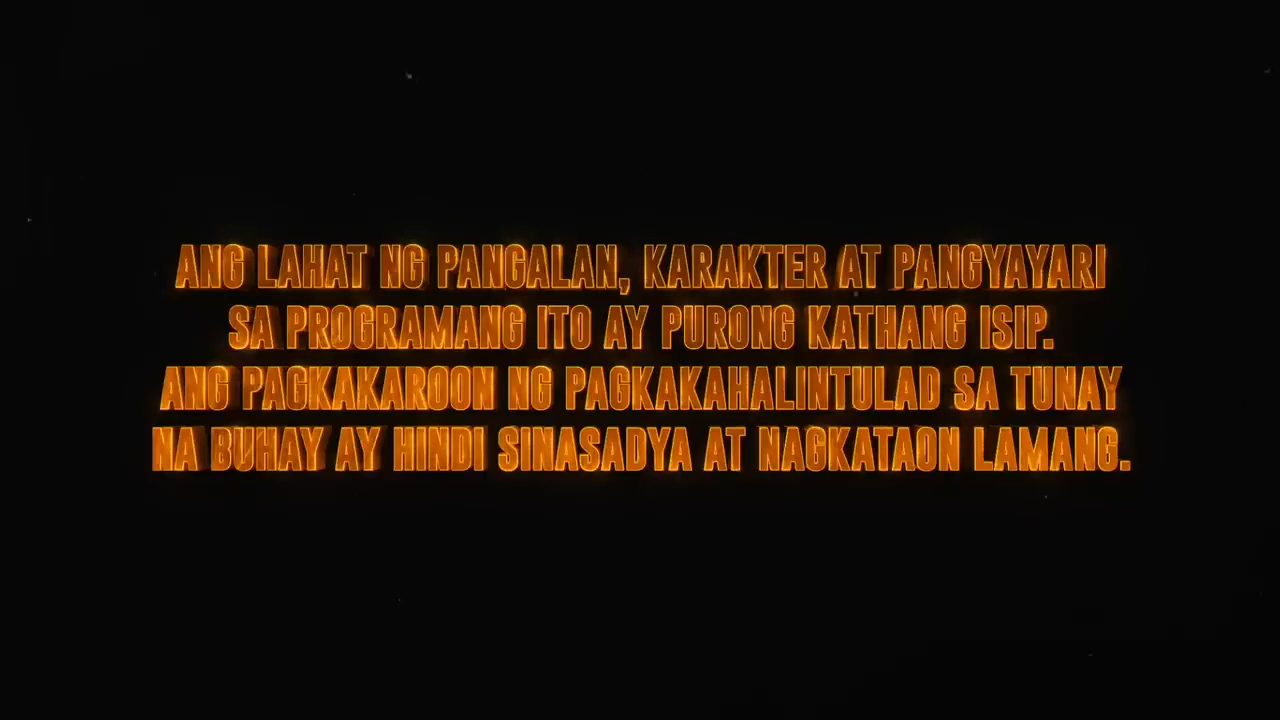 ANG LAHAT NG PANGALAN, KARAKTER AT PANGYAYARI
SA PROGRAMANG ITO AY PURONG KATHANG ISIP.
ANG PAGKAKAROON NG PAGKAKAHALINTULAD SA TUNAY
NA BUHAY AY HINDI SINASADYA AT NAGKATAON LAMANG.